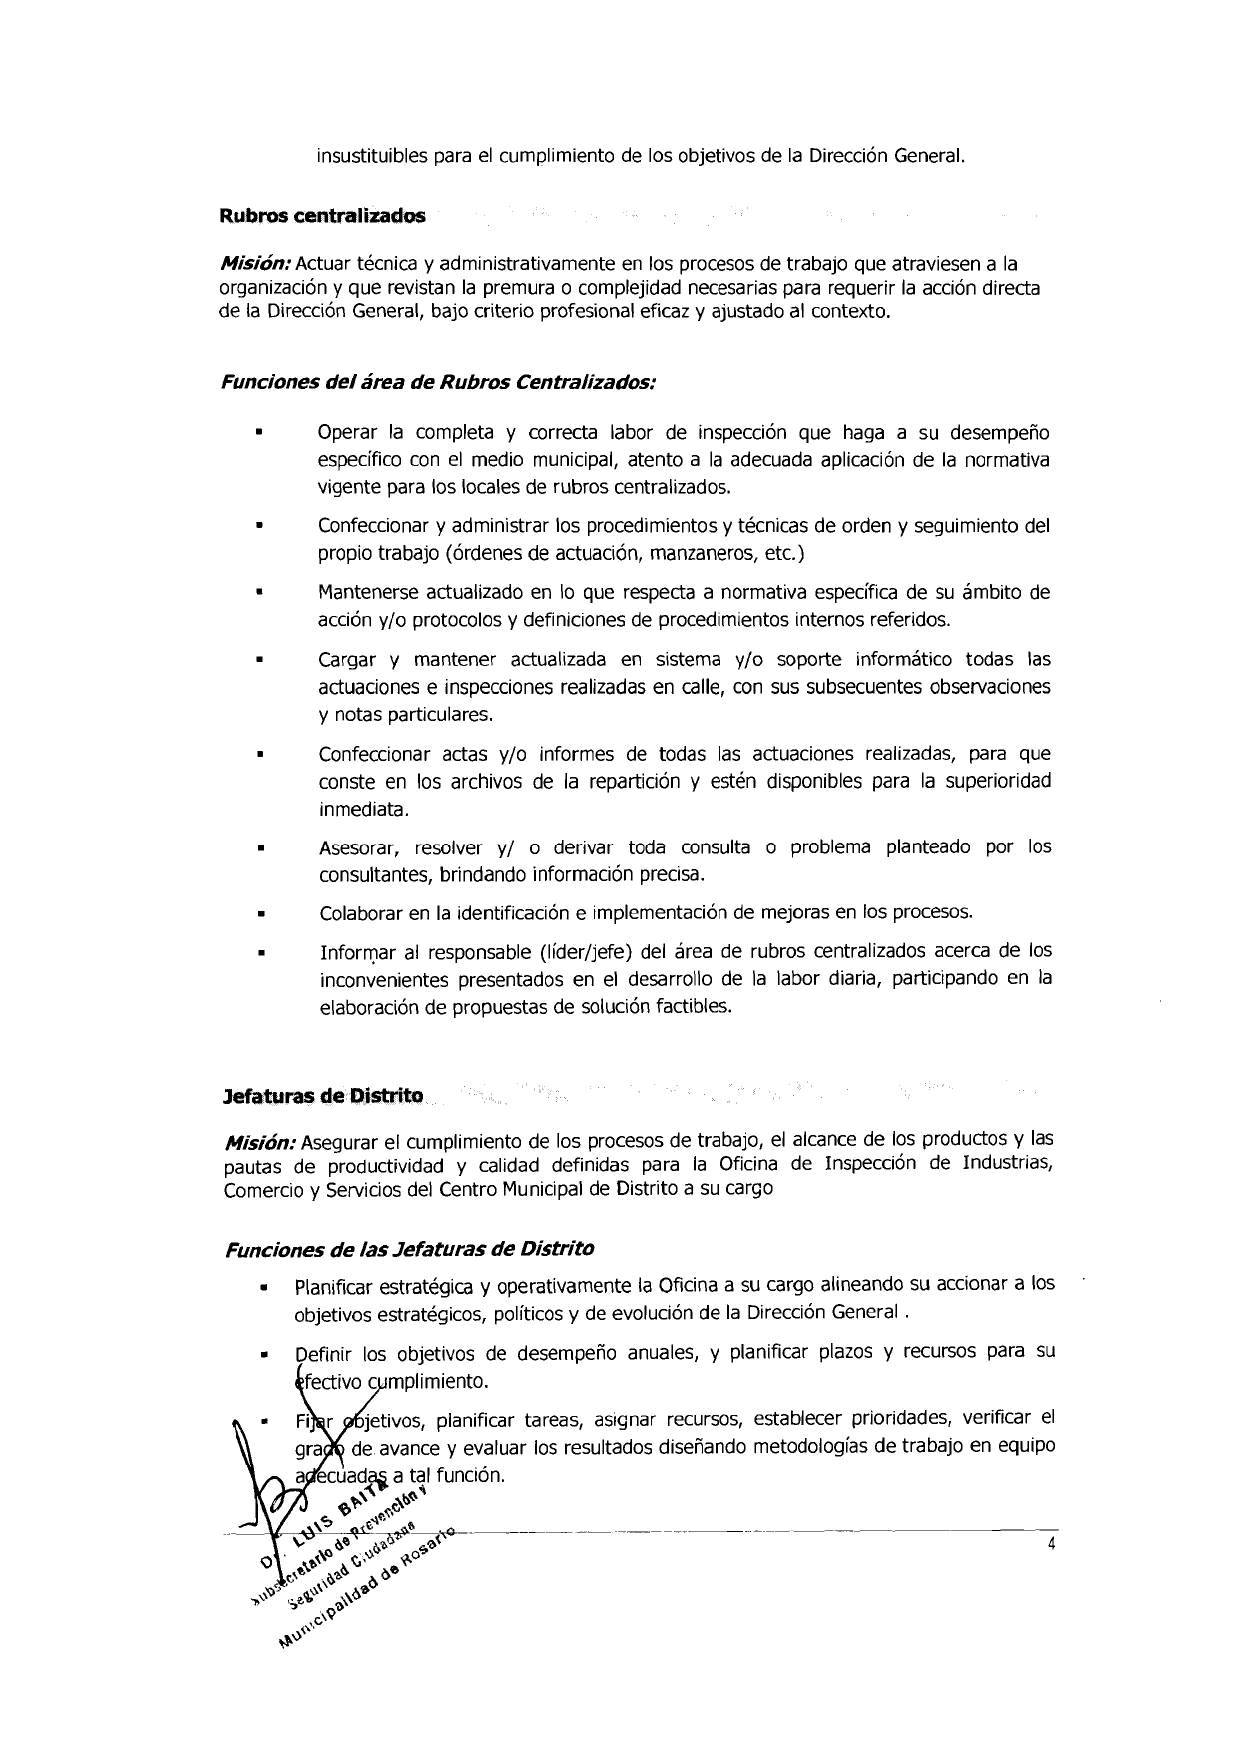 insustituibles para el cumplimiento de los objetivos de la Dirección General.
Rubros centralizados
Misión: Actuar técnica y administrativamente en los procesos de trabajo que atraviesen a la
organización y que revistan la premura o complejidad necesarias para requerir la acción directa
de la Dirección General, bajo criterio profesional eficaz y ajustado al contexto.
Funciones del área de Rubros Centralizados:
▪ Operar la completa y correcta labor de inspección que haga a su desempeño
específico con el medio municipal, atento a la adecuada aplicación de la normativa
vigente para los locales de rubros centralizados.
▪ Confeccionar y administrar los procedimientos y técnicas de orden y seguimiento del
propio trabajo (órdenes de actuación, manzaneros, etc.)
▪ Mantenerse actualizado en lo que respecta a normativa específica de su ámbito de
acción y/o protocolos y definiciones de procedimientos internos referidos.
▪ Cargar y mantener actualizada en sistema y/o soporte informático todas las
actuaciones e inspecciones realizadas en calle, con sus subsecuentes observaciones
y notas particulares.
▪ Confeccionar actas y/o informes de todas las actuaciones realizadas, para que
conste en los archivos de la repartición y estén disponibles para la superioridad
inmediata.
▪ Asesorar, resolver y/ o derivar toda consulta o problema planteado por los
consultantes, brindando información precisa.
▪ Colaborar en la identificación e implementación de mejoras en los procesos.
▪ Informar al responsable (líder/jefe) del área de rubros centralizados acerca de los
inconvenientes presentados en el desarrollo de la labor diaria, participando en la
elaboración de propuestas de solución factibles.
Jefaturas de Distrito
Misión: Asegurar el cumplimiento de los procesos de trabajo, el alcance de los productos y las
pautas de productividad y calidad definidas para la Oficina de Inspección de Industrias,
Comercio y Servicios del Centro Municipal de Distrito a su cargo
Funciones de las Jefaturas de Distrito
▪ Planificar estratégica y operativamente la Oficina a su cargo alineando su accionar a los
objetivos estratégicos, políticos y de evolución de la Dirección General .
▪ Definir los objetivos de desempeño anuales, y planificar plazos y recursos para su
efectivo cumplimiento.
▪ Fijar objetivos, planificar tareas, asignar recursos, establecer prioridades, verificar el
grado de avance y evaluar los resultados diseñando metodologías de trabajo en equipo
adecuadas a tal función.
4
Dr. LUIS BAITA
Subsecretario de Prevención y
Seguridad Ciudadana
Municipalidad de Rosario